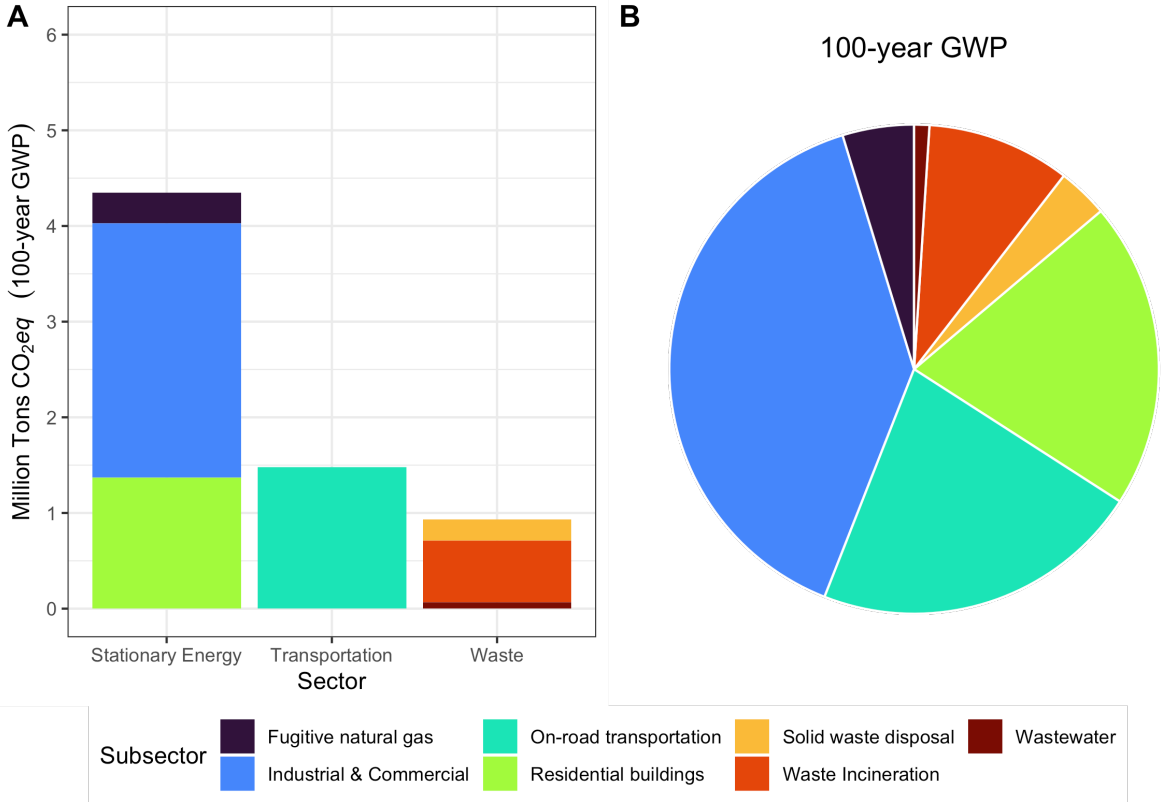 A
B
100-year GWP
Million Tons CO₂eq (100-year GWP)
6
5
4
3
2
1
0
Stationary Energy
Transportation
Waste
Sector
Subsector
Fugitive natural gas
On-road transportation
Solid waste disposal
Wastewater
Industrial & Commercial
Residential buildings
Waste Incineration